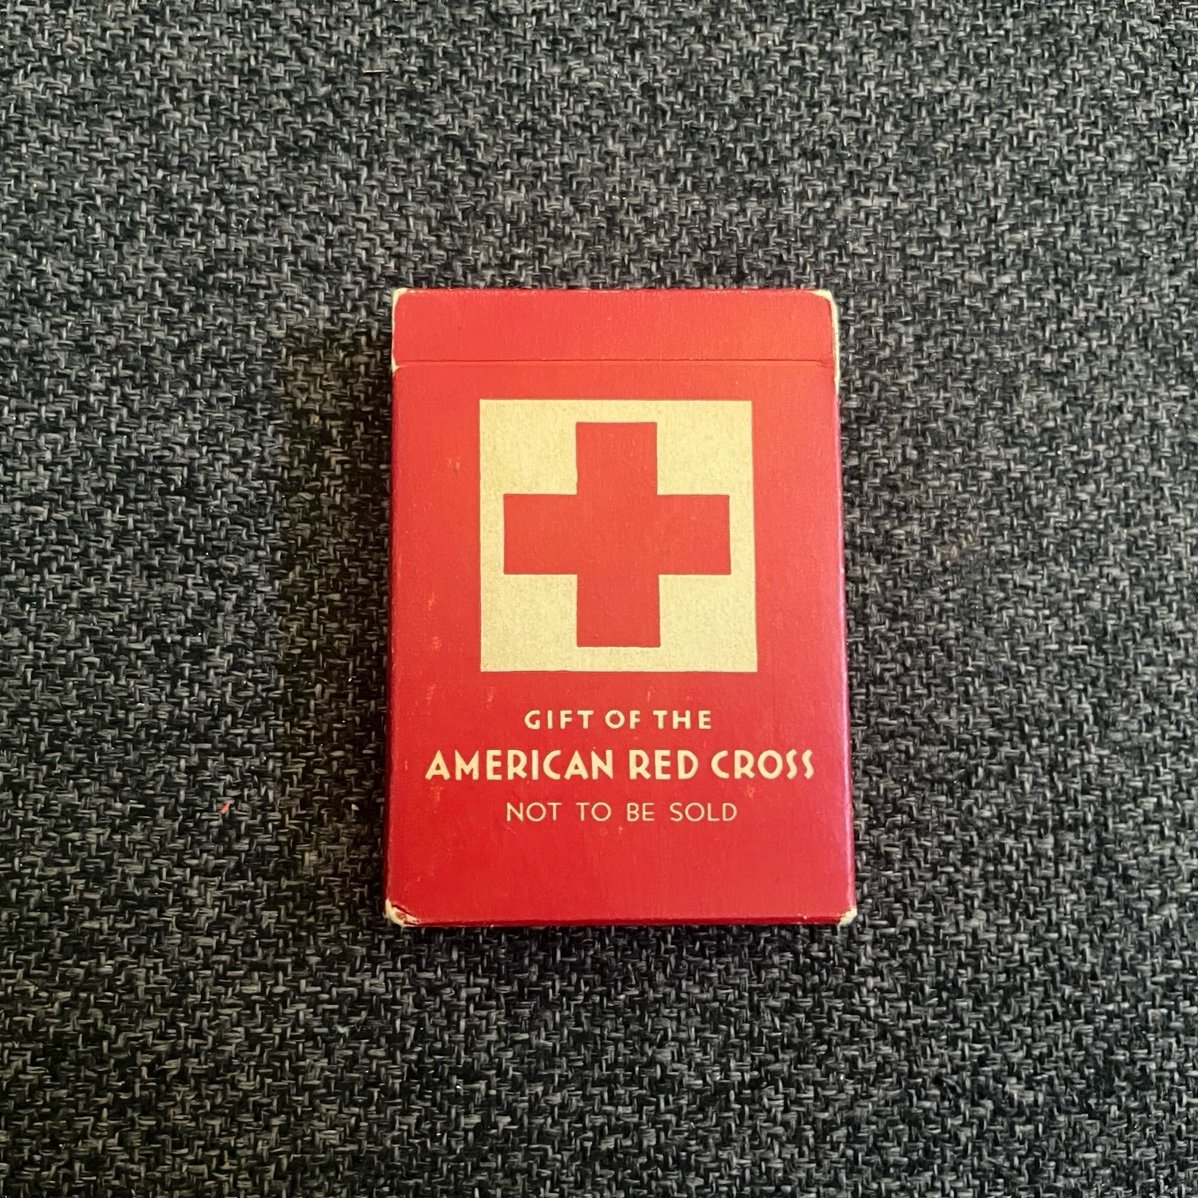 GIFT OF THE
AMERICAN RED CROSS
NOT TO BE SOLD